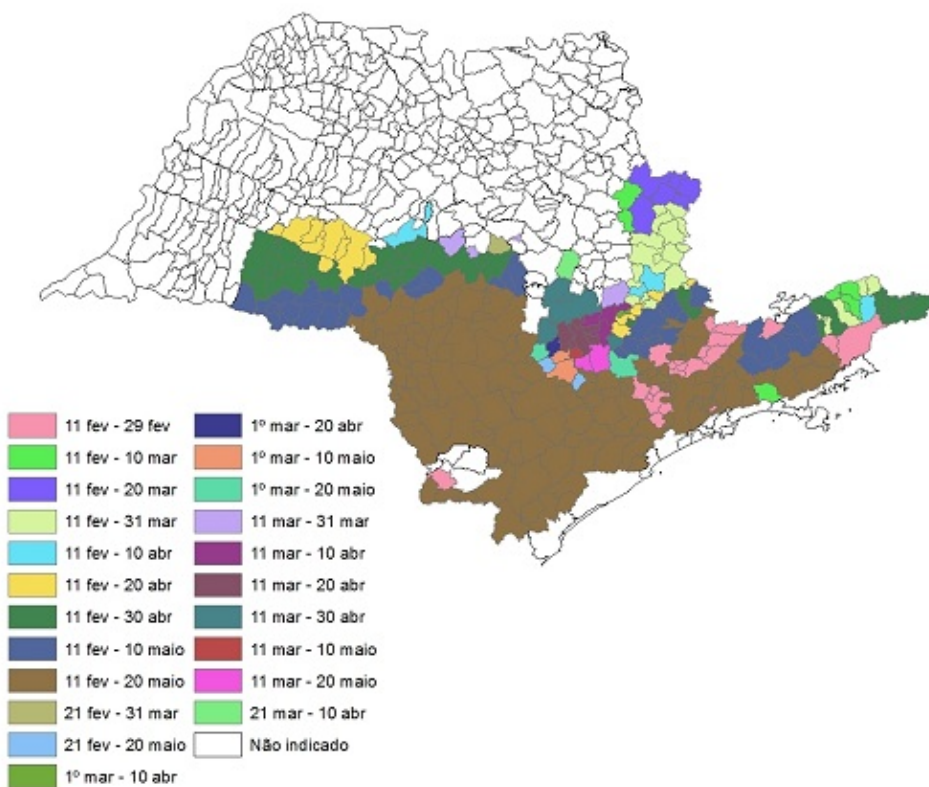 11 fev - 29 fev
11 fev - 10 mar
11 fev - 20 mar
11 fev - 31 mar
11 fev - 10 abr
11 fev - 20 abr
11 fev - 30 abr
11 fev - 10 maio
11 fev - 20 maio
21 fev - 31 mar
21 fev - 20 maio
1º mar - 10 abr
1º mar - 20 abr
1º mar - 10 maio
1º mar - 20 maio
11 mar - 31 mar
11 mar - 10 abr
11 mar - 20 abr
11 mar - 30 abr
11 mar - 10 maio
11 mar - 20 maio
21 mar - 10 abr
Não indicado